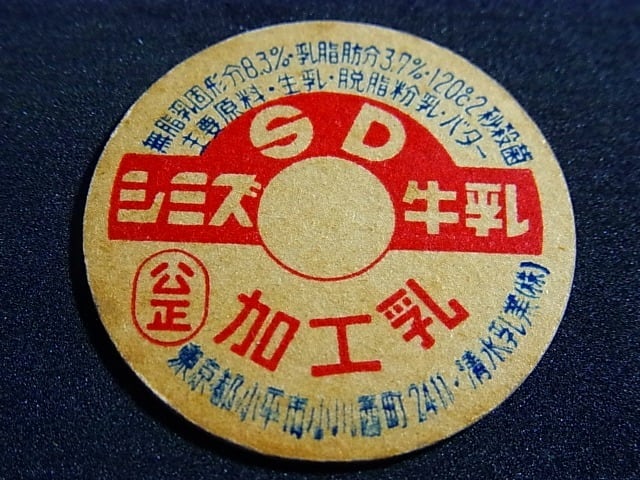 無脂乳固形分8.3%・乳脂肪分3.7%・120℃2秒殺菌
主要原料・生乳・脱脂粉乳・バター
SD
シミズ 牛乳
公正
加工乳
東京都小平市小川番町2411・清水乳業(株)